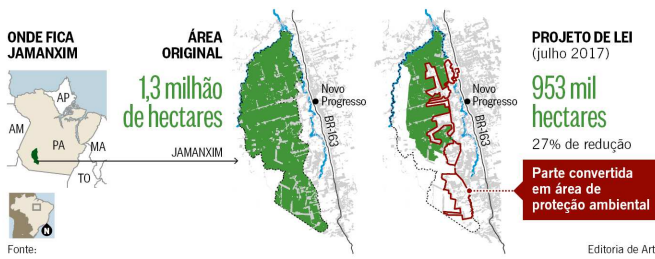 ONDE FICA
JAMANXIM
AP
AM
PA
MA
TO
N
Fonte:
ÁREA
ORIGINAL
1,3 milhão
de hectares
JAMANXIM
Novo
Progresso
BR-163
Novo
Progresso
BR-163
PROJETO DE LEI
(julho 2017)
953 mil
hectares
27% de redução
Parte convertida
em área de
proteção ambiental
Editoria de Art